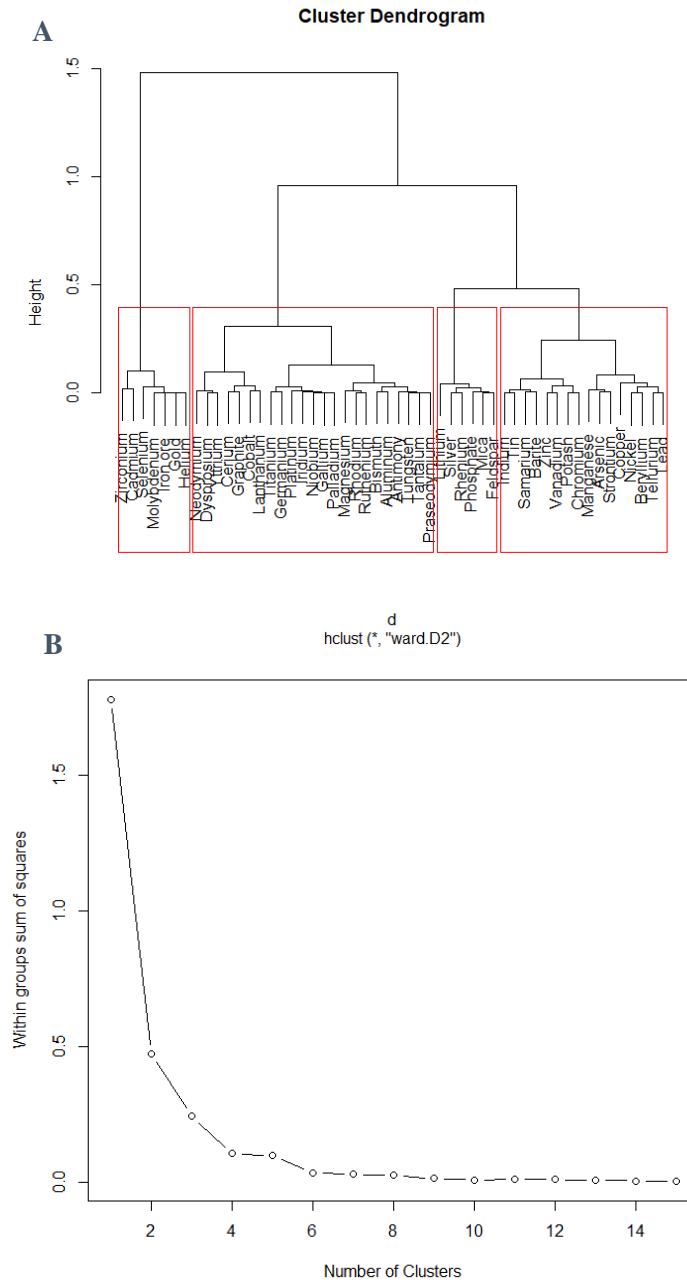 Cluster Dendrogram
A
1.5
1.0
0.5
0.0
Height
Zirconium
Cadmium
Selenium
Molybdenum
Iron ore
Gold
Helium
Neodymium
Dysprosium
Yttrium
Cerium
Graphite
Cobalt
Lanthanum
Titanium
Germanium
Platinum
Iridium
Niobium
Gallium
Palladium
Magnesium
Rhodium
Bismuth
Aluminum
Antimony
Tungsten
Tantalum
Praseodymium
Lithium
Silver
Rhenium
Phosphate
Mica
Feldspar
Indium
Tin
Samarium
Barite
Zinc
Vanadium
Potash
Chromium
Manganese
Arsenic
Strontium
Copper
Nickel
Beryllium
Tellurium
Lead
d
hclust (*, "ward.D2")
B
1.5
1.0
0.5
0.0
Within groups sum of squares
2 4 6 8 10 12 14
Number of Clusters